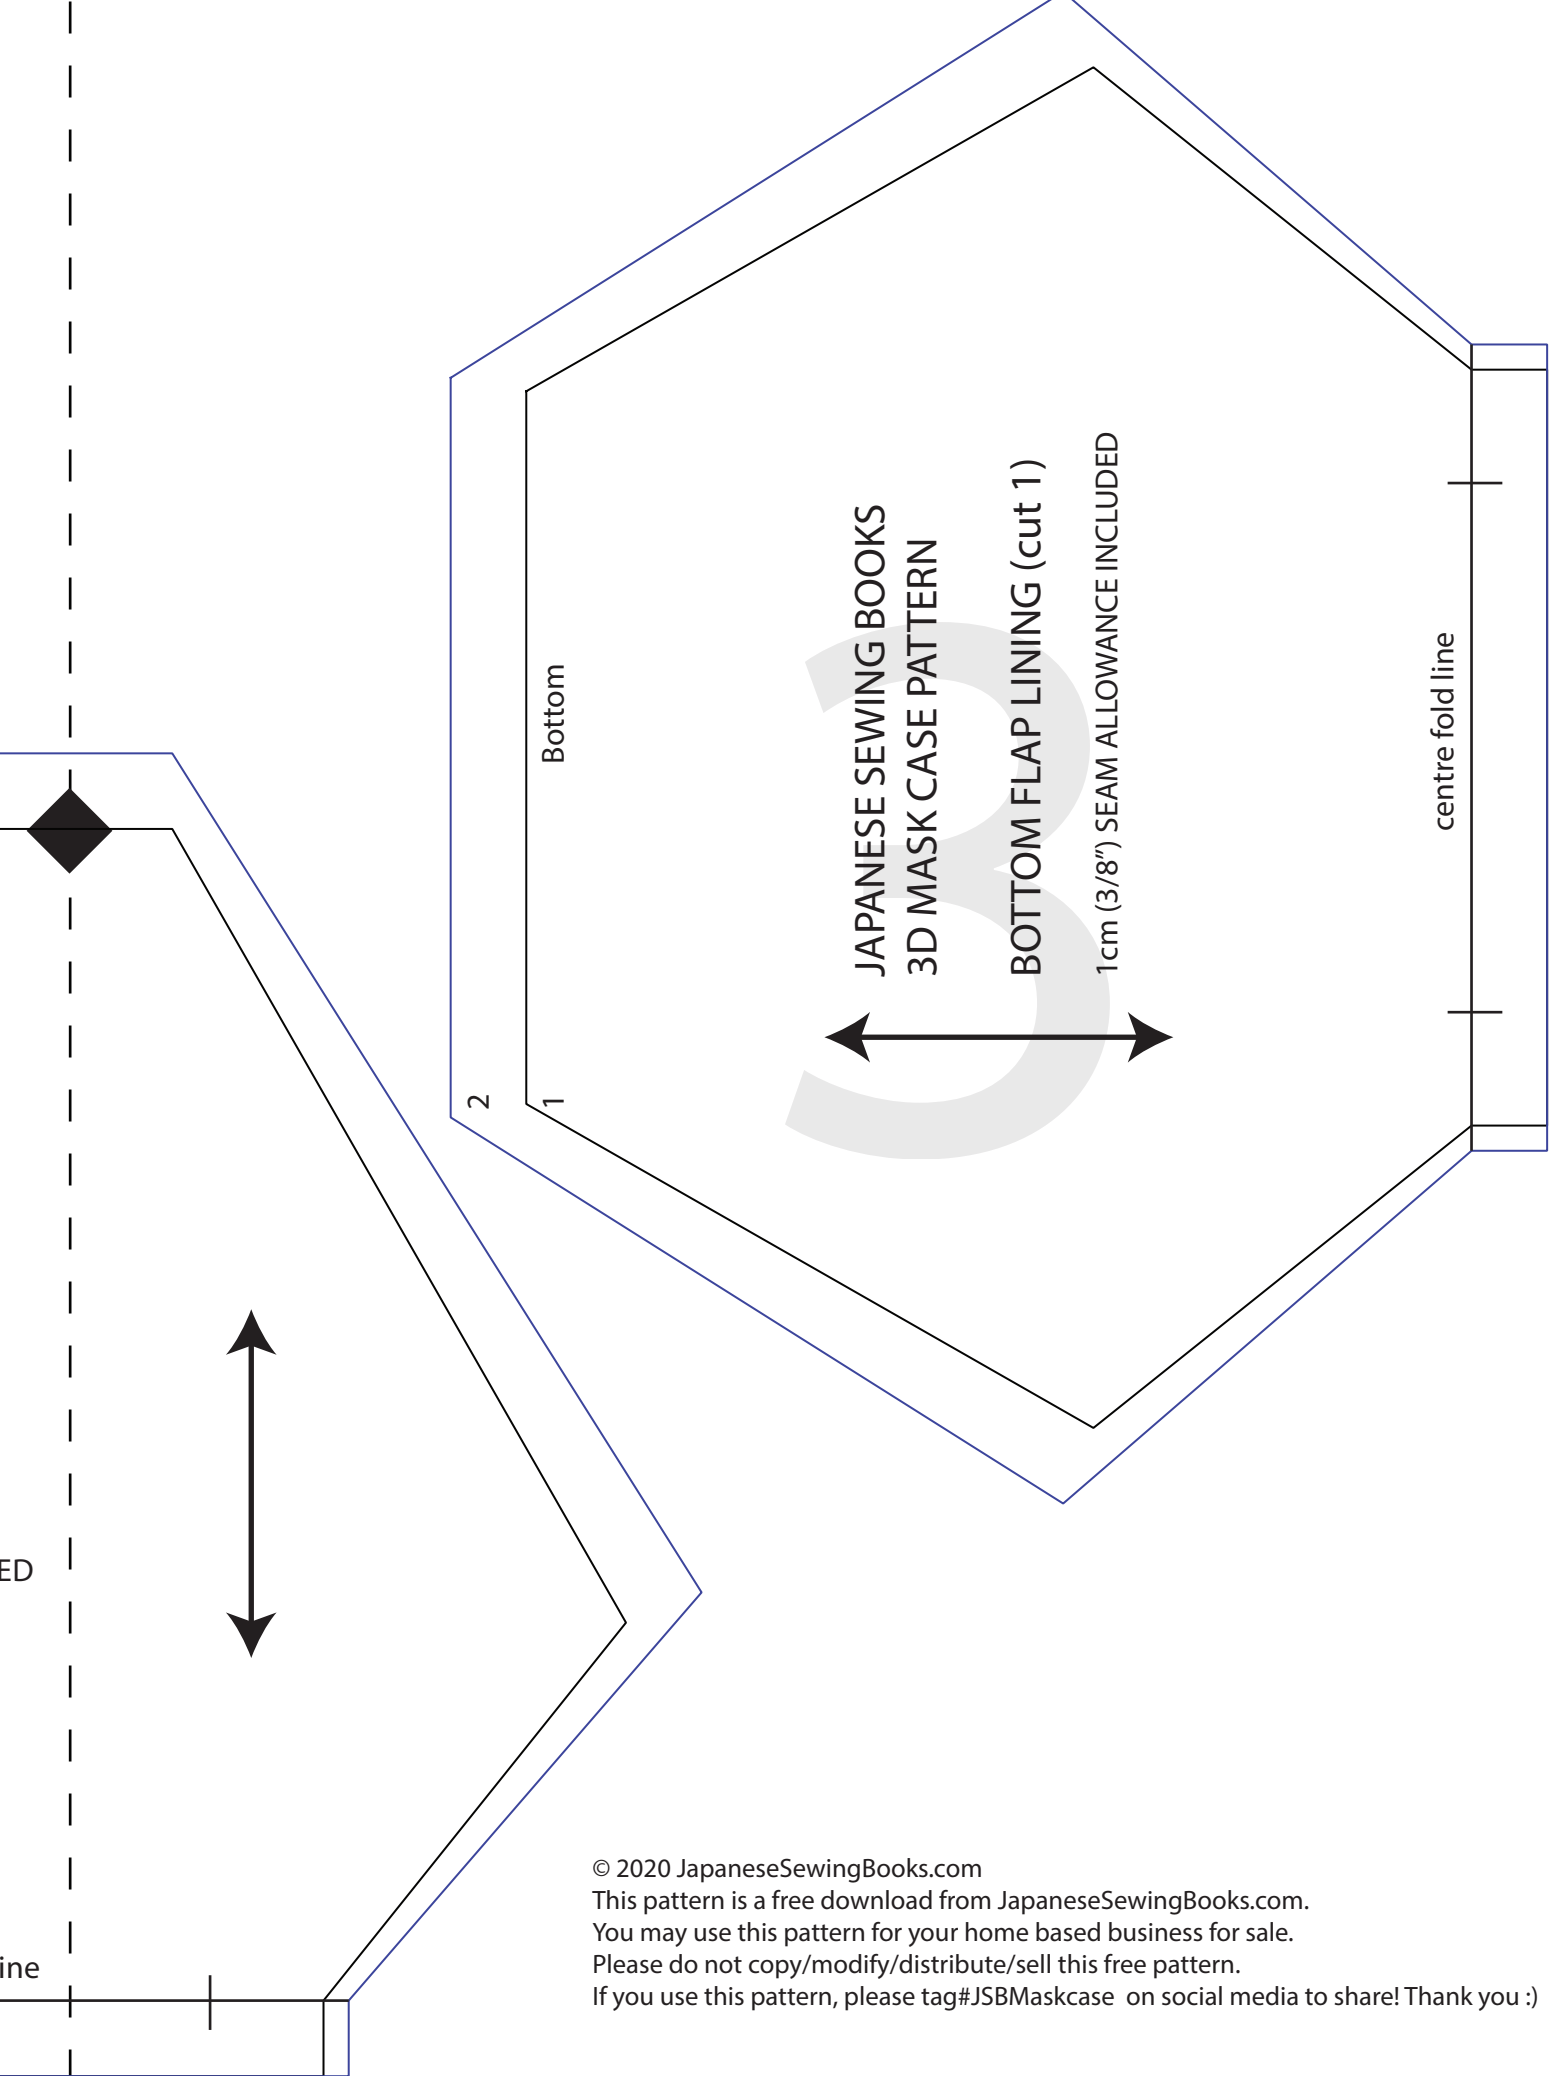 3
JAPANESE SEWING BOOKS
3D MASK CASE PATTERN
BOTTOM FLAP LINING (cut 1)
1cm (3/8”) SEAM ALLOWANCE INCLUDED
Bottom
centre fold line
2
1
ED
ine
© 2020 JapaneseSewingBooks.com
This pattern is a free download from JapaneseSewingBooks.com.
You may use this pattern for your home based business for sale.
Please do not copy/modify/distribute/sell this free pattern.
If you use this pattern, please tag#JSBMaskcase on social media to share! Thank you :)